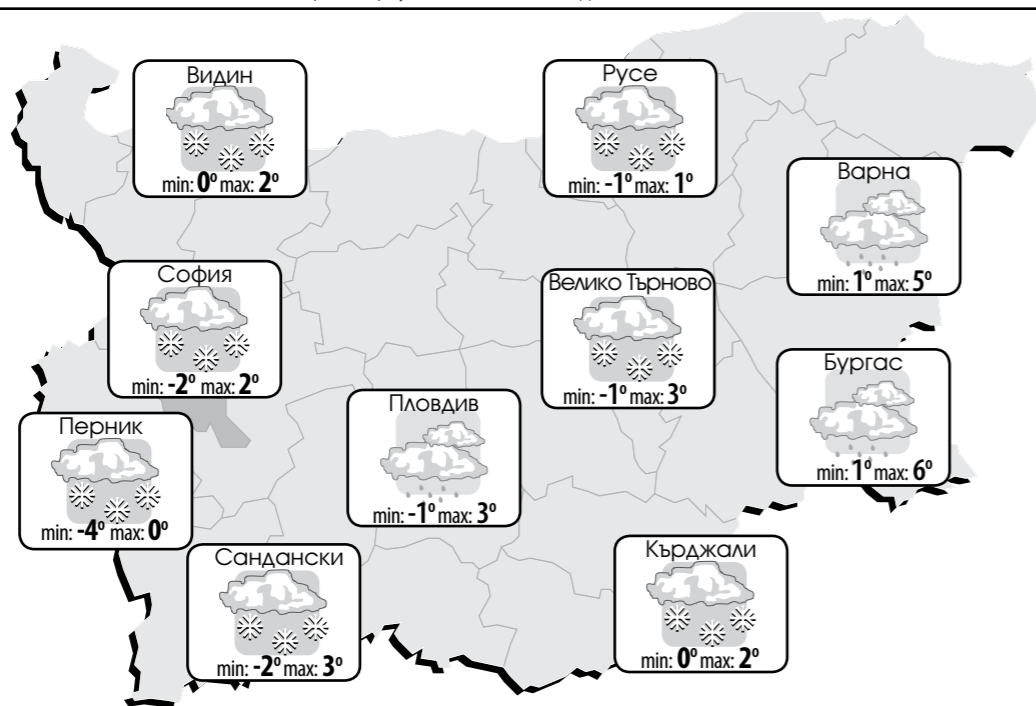 Видин
min: 0° max: 2°
Русе
min: -1° max: 1°
Варна
min: 1° max: 5°
София
min: -2° max: 2°
Велико Търново
min: -1° max: 3°
Бургас
min: 1° max: 6°
Пловдив
min: -1° max: 3°
Перник
min: -4° max: 0°
Сандански
min: -2° max: 3°
Кърджали
min: 0° max: 2°